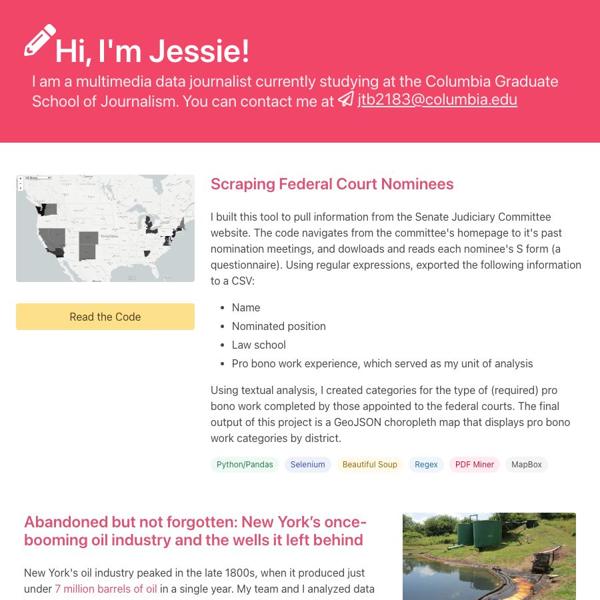 Hi, I'm Jessie!
I am a multimedia data journalist currently studying at the Columbia Graduate
School of Journalism. You can contact me at jtb2183@columbia.edu
Scraping Federal Court Nominees
I built this tool to pull information from the Senate Judiciary Committee
website. The code navigates from the committee's homepage to it's past
nomination meetings, and dowloads and reads each nominee's S form (a
questionnaire). Using regular expressions, exported the following information
to a CSV:
Read the Code
• Name
• Nominated position
• Law school
• Pro bono work experience, which served as my unit of analysis
Using textual analysis, I created categories for the type of (required) pro
bono work completed by those appointed to the federal courts. The final
output of this project is a GeoJSON choropleth map that displays pro bono
work categories by district.
Python/Pandas Selenium Beautiful Soup Regex PDF Miner MapBox
Abandoned but not forgotten: New York's once-
booming oil industry and the wells it left behind
New York's oil industry peaked in the late 1800s, when it produced just
under 7 million barrels of oil in a single year. My team and I analyzed data